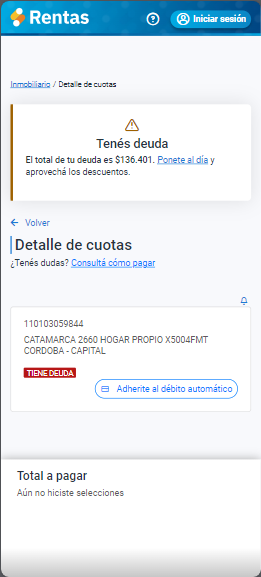 Rentas
Iniciar sesión
Inmobiliario / Detalle de cuotas
Tenés deuda
El total de tu deuda es $136.401. Ponete al día y
aprovechá los descuentos.
Volver
Detalle de cuotas
¿Tenés dudas? Consultá cómo pagar
110103059844
CATAMARCA 2660 HOGAR PROPIO X5004FMT
CORDOBA - CAPITAL
TIENE DEUDA
Adherite al débito automático
Total a pagar
Aún no hiciste selecciones